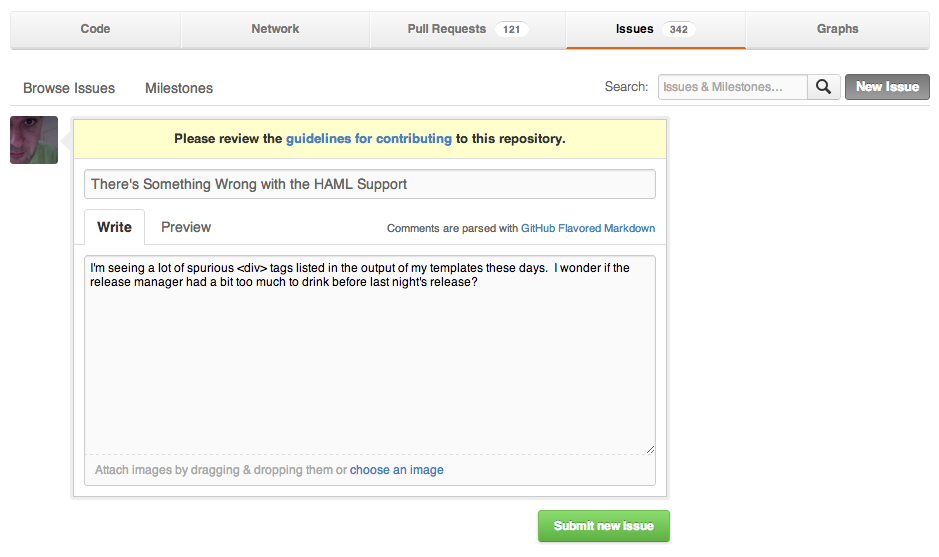 Code Network Pull Requests 121 Issues 342 Graphs
Browse Issues Milestones Search: Issues & Milestones... New Issue
Please review the guidelines for contributing to this repository.
There's Something Wrong with the HAML Support
Write Preview Comments are parsed with GitHub Flavored Markdown
I'm seeing a lot of spurious <div> tags listed in the output of my templates these days.  I wonder if the
release manager had a bit too much to drink before last night's release?
Attach images by dragging & dropping them or choose an image
Submit new issue